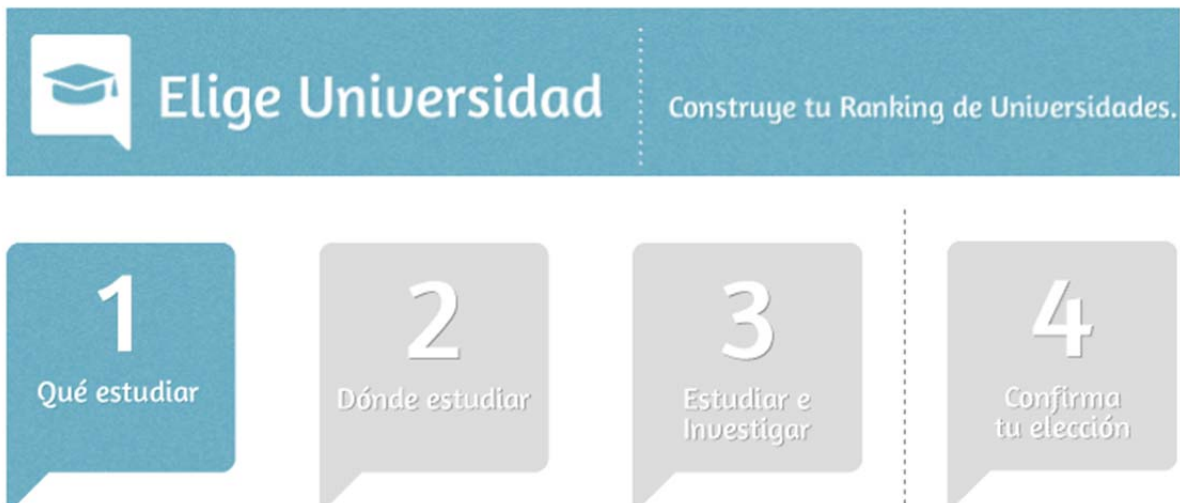 Elige Universidad
Construye tu Ranking de Universidades.
1
Qué estudiar
2
Dónde estudiar
3
Estudiar e
Investigar
4
Confirma
tu elección